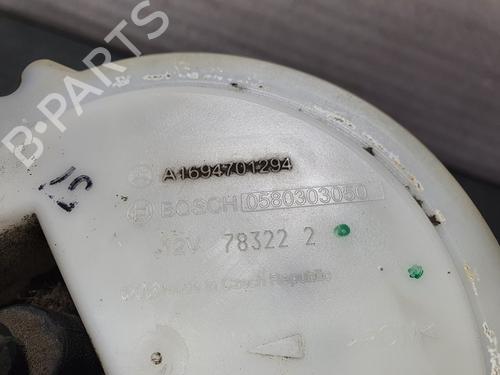 B-PARTS
A1694701294
BOSCH 0580303050
12V 78322 2
Made in Czech Republic